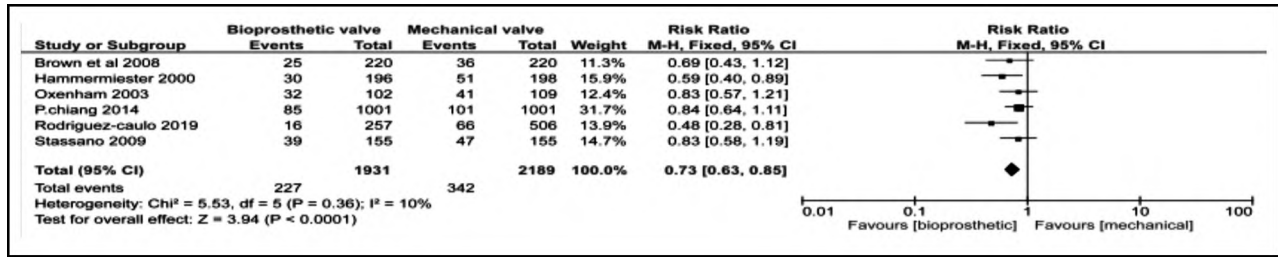 Bioprosthetic valve Mechanical valve Risk Ratio Risk Ratio
Study or Subgroup Events Total Events Total Weight M-H, Fixed, 95% CI M-H, Fixed, 95% CI
Brown et al 2008 25 220 36 220 11.3% 0.69 [0.43, 1.12]
Hammermiester 2000 30 196 51 198 15.9% 0.59 [0.40, 0.89]
Oxenham 2003 32 102 41 109 12.4% 0.83 [0.57, 1.21]
P.chiang 2014 85 1001 101 1001 31.7% 0.84 [0.64, 1.11]
Rodriguez-caulo 2019 16 257 66 506 13.9% 0.48 [0.28, 0.81]
Stassano 2009 39 155 47 155 14.7% 0.83 [0.58, 1.19]
Total (95% CI) 1931 2189 100.0% 0.73 [0.63, 0.85]
Total events 227 342
Heterogeneity: Chi² = 5.53, df = 5 (P = 0.36); I² = 10%
Test for overall effect: Z = 3.94 (P < 0.0001)
0.01 0.1 1 10 100
Favours [bioprosthetic] Favours [mechanical]